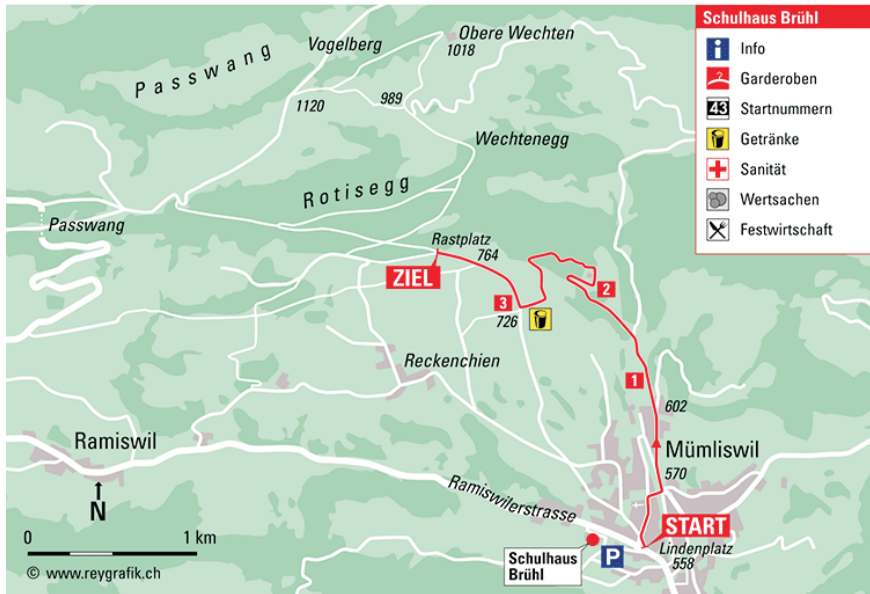 Schulhaus Brühl
Info
Garderoben
43
Startnummern
Getränke
Sanität
Wertsachen
Festwirtschaft
Passwang
Vogelberg
Obere Wechten
1018
1120
989
Wechtenegg
Rotisegg
Passwang
Rastplatz
764
ZIEL
2
3
726
Reckenchien
1
602
Ramiswil
Mümliswil
570
N
Ramiswilerstrasse
START
Lindenplatz
558
Schulhaus
Brühl
P
0 1 km
© www.reygrafik.ch